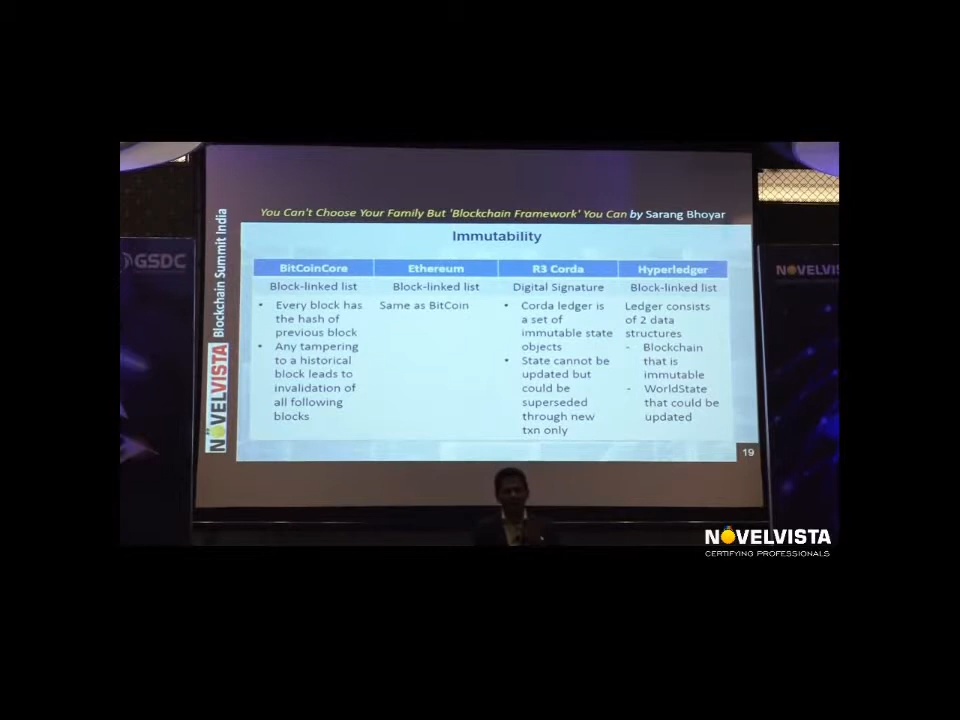 You Can't Choose Your Family But 'Blockchain Framework' You Can by Sarang Bhoyar
Immutability
BitCoinCore
Block-linked list
• Every block has
the hash of
previous block
• Any tampering
to a historical
block leads to
invalidation of
all following
blocks
Ethereum
Block-linked list
Same as BitCoin
R3 Corda
Digital Signature
• Corda ledger is
a set of
immutable state
objects
• State cannot be
updated but
could be
superseded
through new
txn only
Hyperledger
Block-linked list
Ledger consists
of 2 data
structures
- Blockchain
that is
immutable
- WorldState
that could be
updated
19
NOVELVISTA Blockchain Summit India
GSDC
NOVELVIS
NOVELVISTA
CERTIFYING PROFESSIONALS